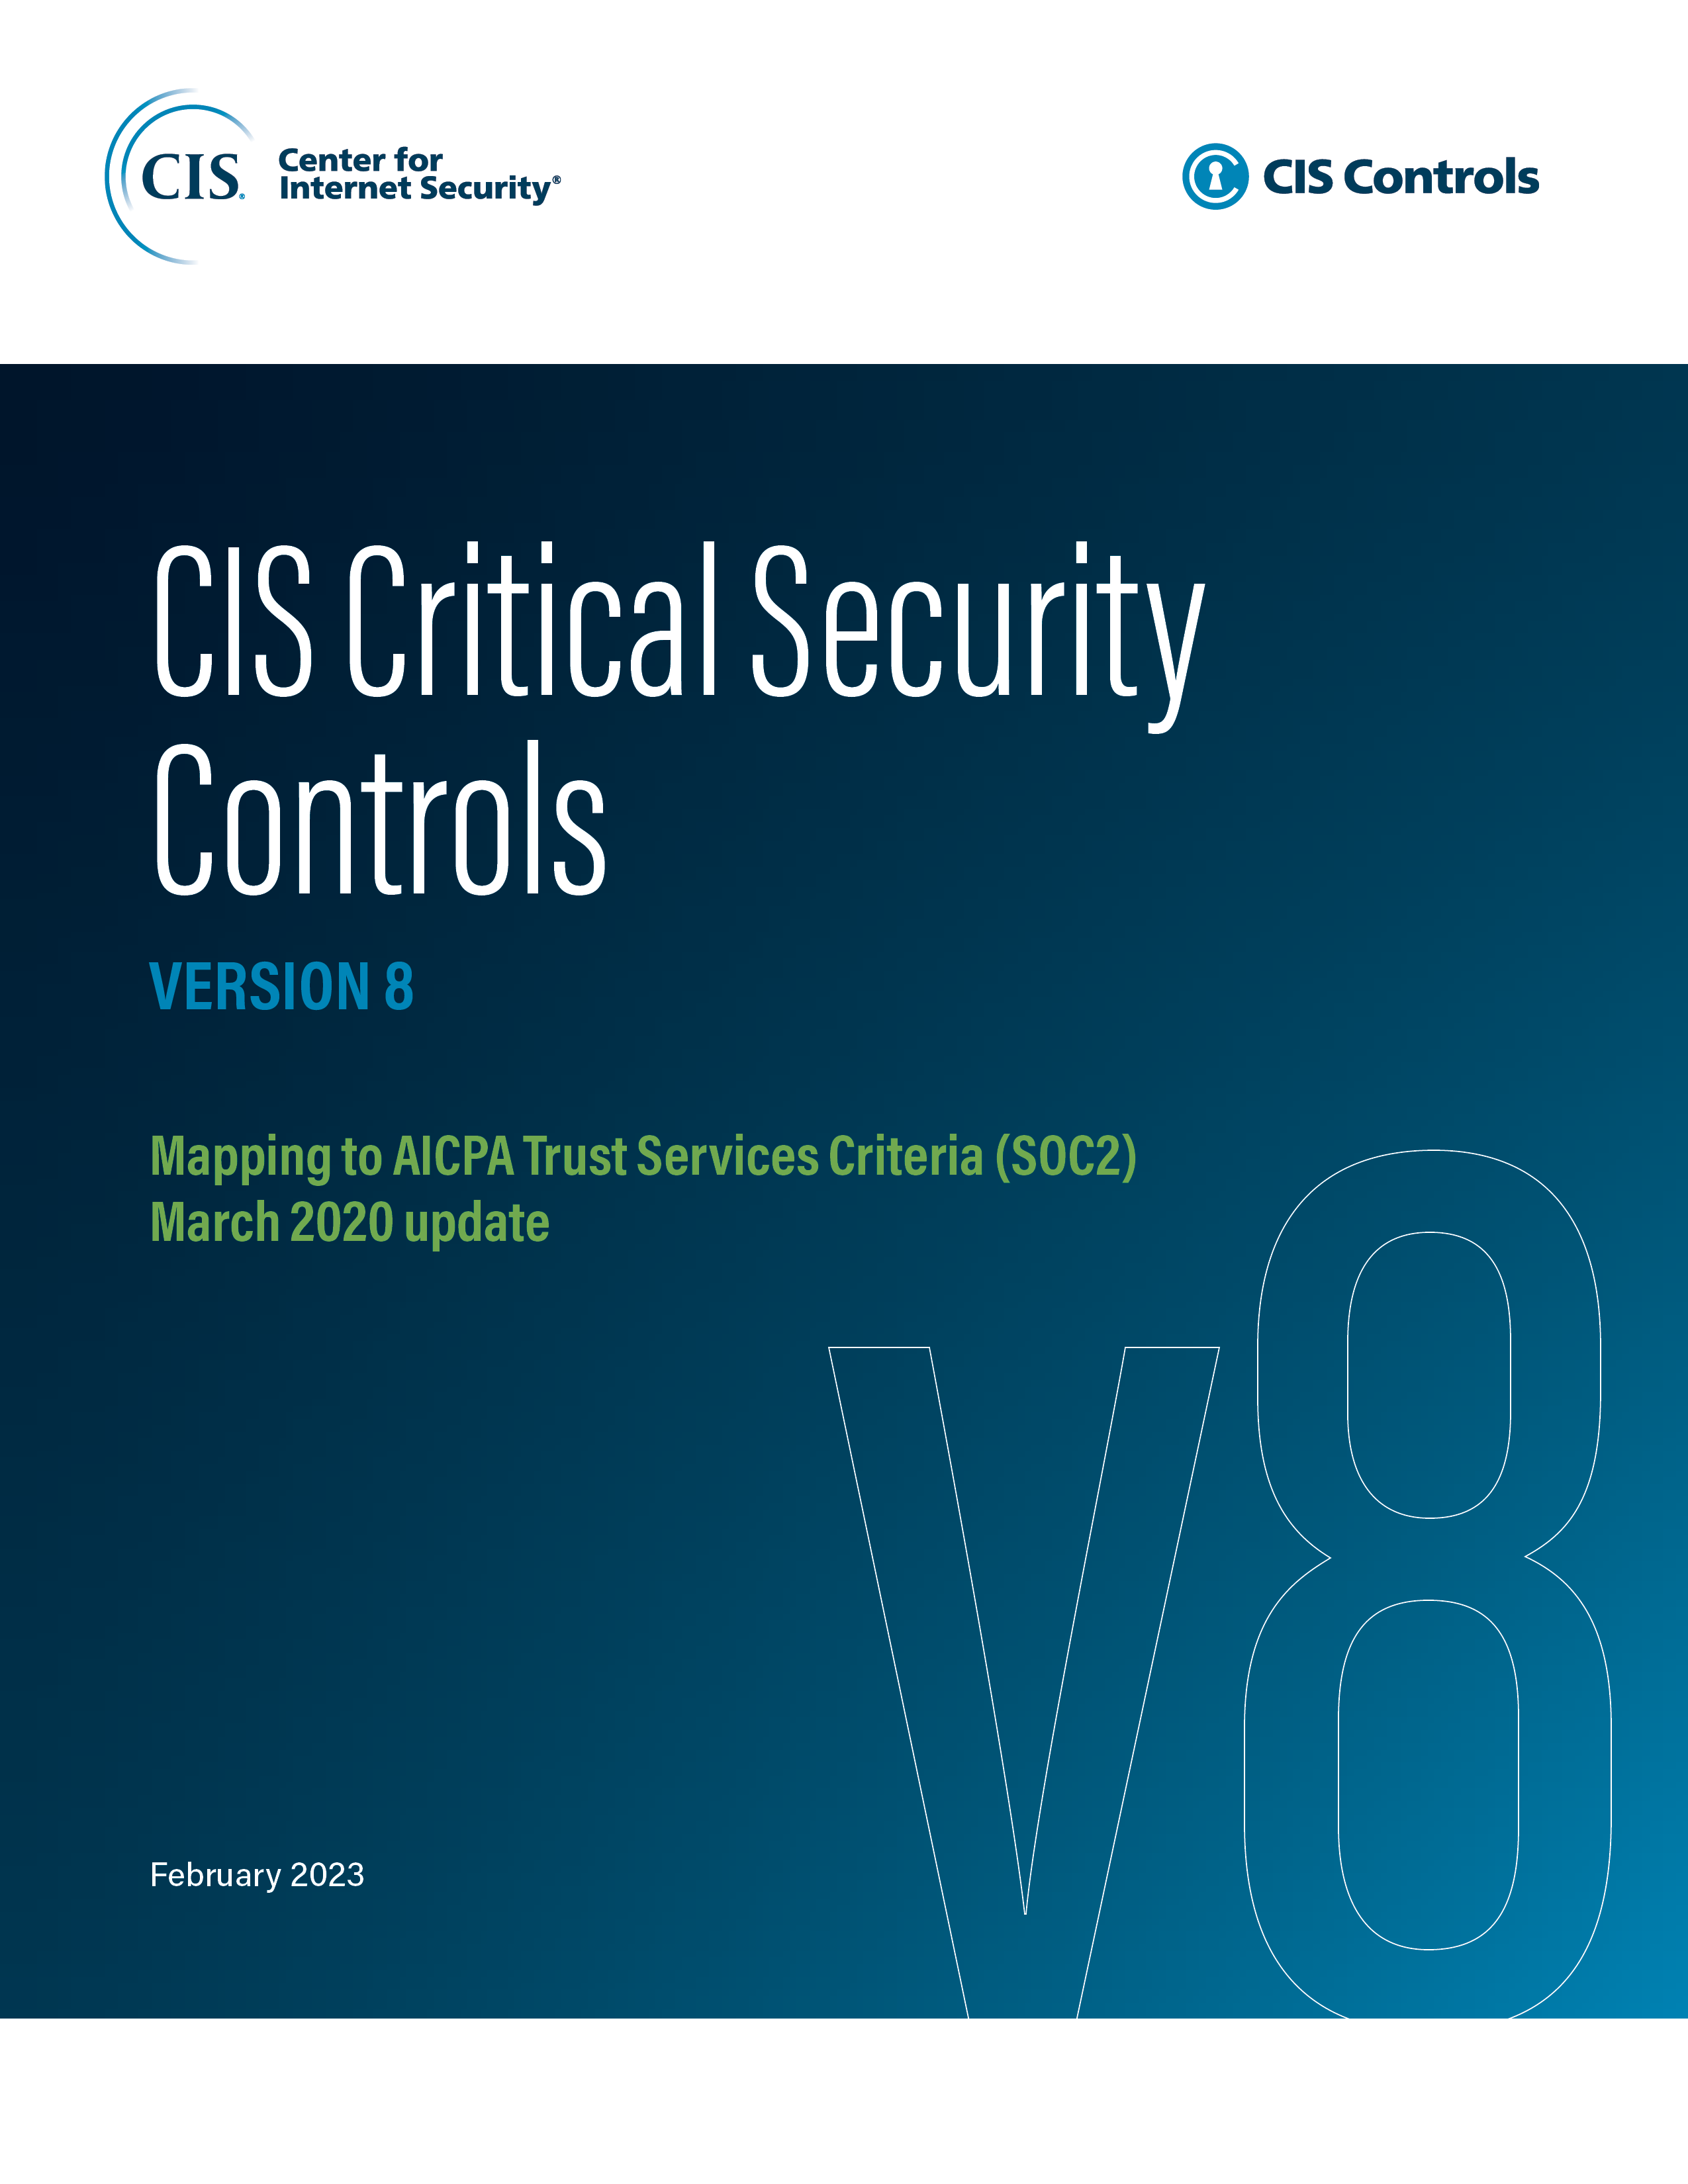 CIS®
Center for
Internet Security®
CIS Controls
CIS Critical Security
Controls
VERSION 8
Mapping to AICPA Trust Services Criteria (SOC2)
March 2020 update
v8
February 2023